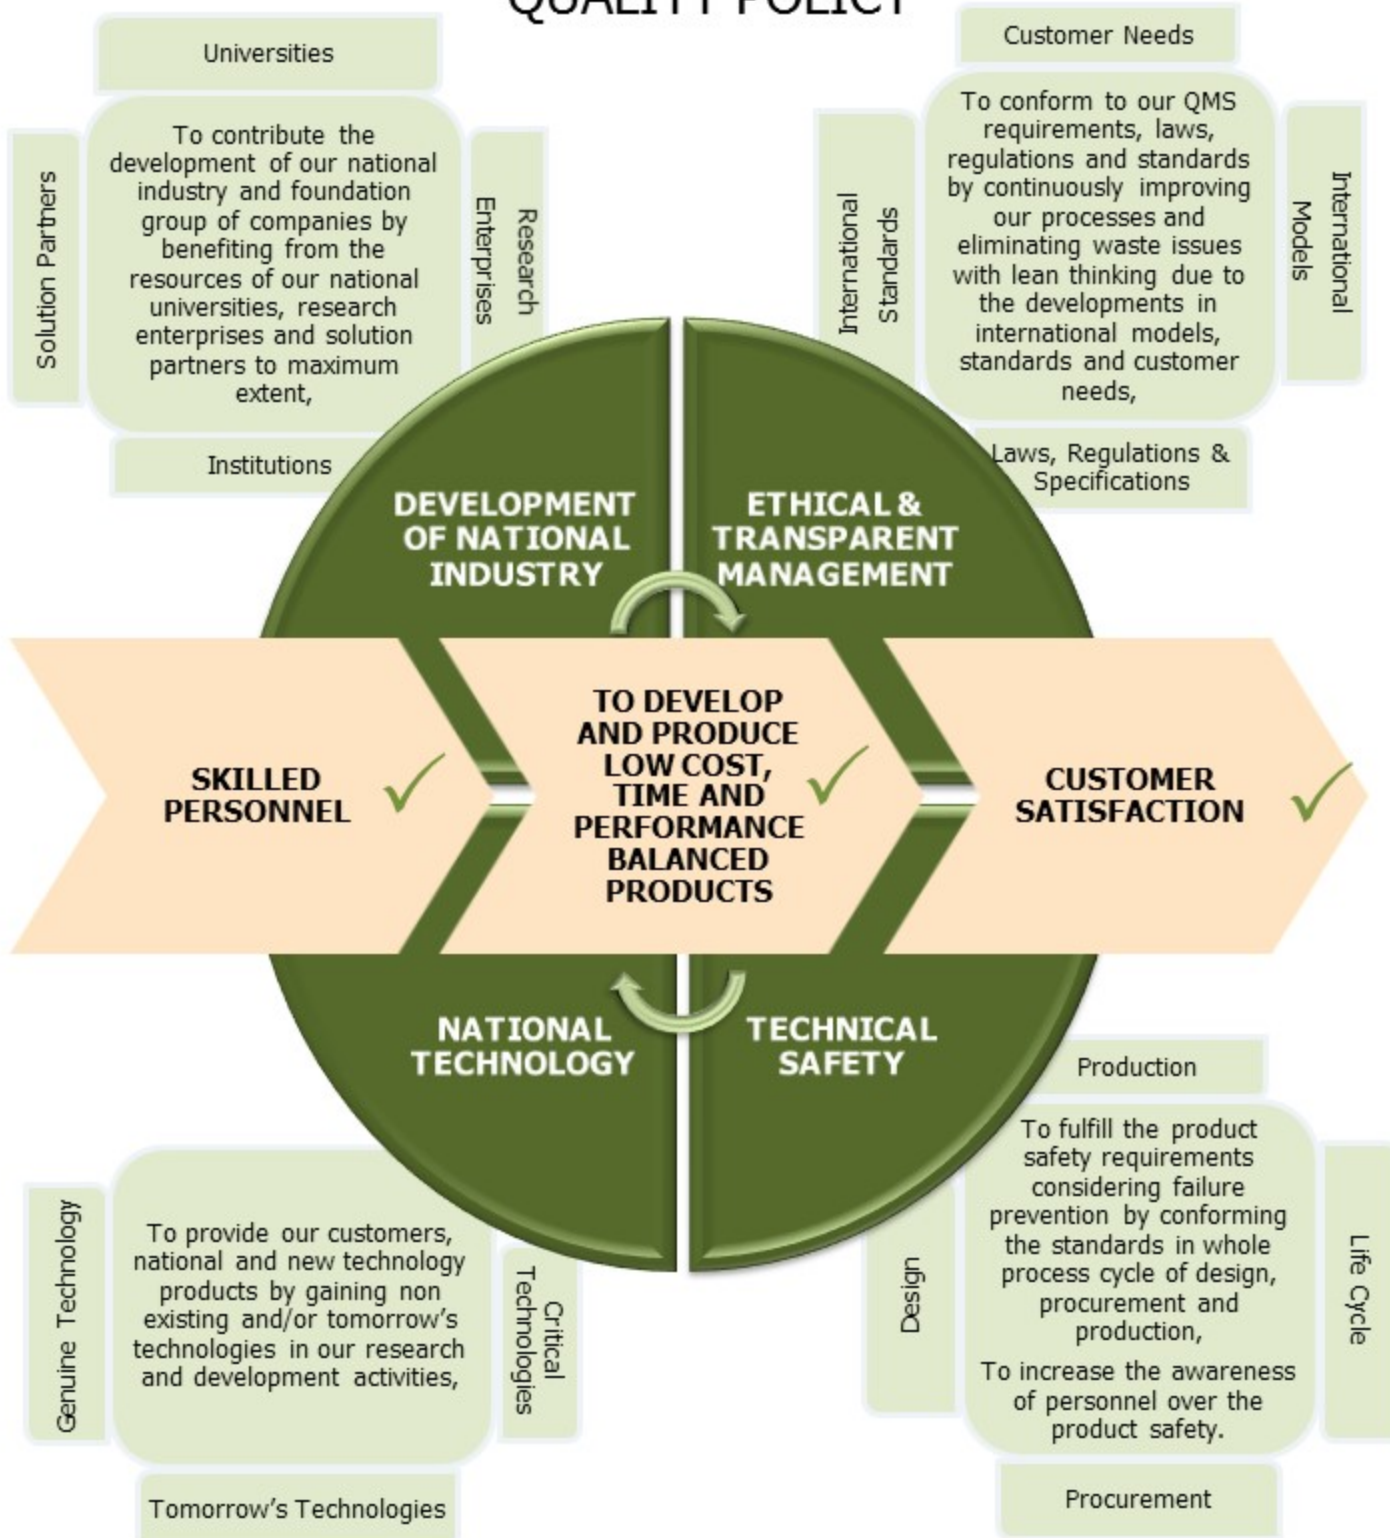 QUALITY POLICY
Universities
Solution Partners
To contribute the
development of our national
industry and foundation
group of companies by
benefiting from the
resources of our national
universities, research
enterprises and solution
partners to maximum
extent,
Research
Enterprises
Institutions
Customer Needs
International
Standards
To conform to our QMS
requirements, laws,
regulations and standards
by continuously improving
our processes and
eliminating waste issues
with lean thinking due to
the developments in
international models,
standards and customer
needs,
International
Models
Laws, Regulations &
Specifications
DEVELOPMENT
OF NATIONAL
INDUSTRY
ETHICAL &
TRANSPARENT
MANAGEMENT
SKILLED
PERSONNEL
TO DEVELOP
AND PRODUCE
LOW COST,
TIME AND
PERFORMANCE
BALANCED
PRODUCTS
CUSTOMER
SATISFACTION
NATIONAL
TECHNOLOGY
TECHNICAL
SAFETY
Genuine Technology
To provide our customers,
national and new technology
products by gaining non
existing and/or tomorrow's
technologies in our research
and development activities,
Critical
Technologies
Tomorrow's Technologies
Production
Design
To fulfill the product
safety requirements
considering failure
prevention by conforming
the standards in whole
process cycle of design,
procurement and
production,
To increase the awareness
of personnel over the
product safety.
Life Cycle
Procurement